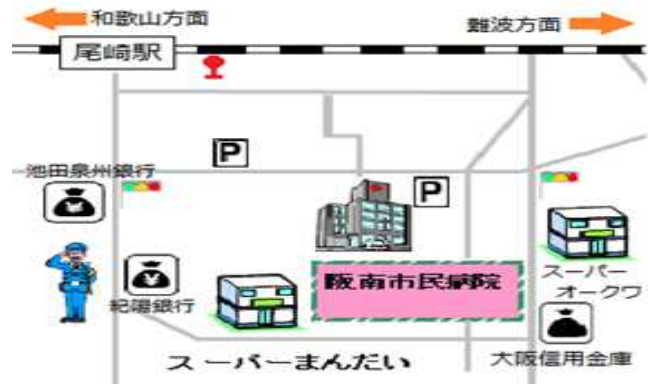 和歌山方面
難波方面
尾崎駅
P
池田泉州銀行
P
紀陽銀行
阪南市民病院
スーパー
オークワ
スーパーまんだい
大阪信用金庫